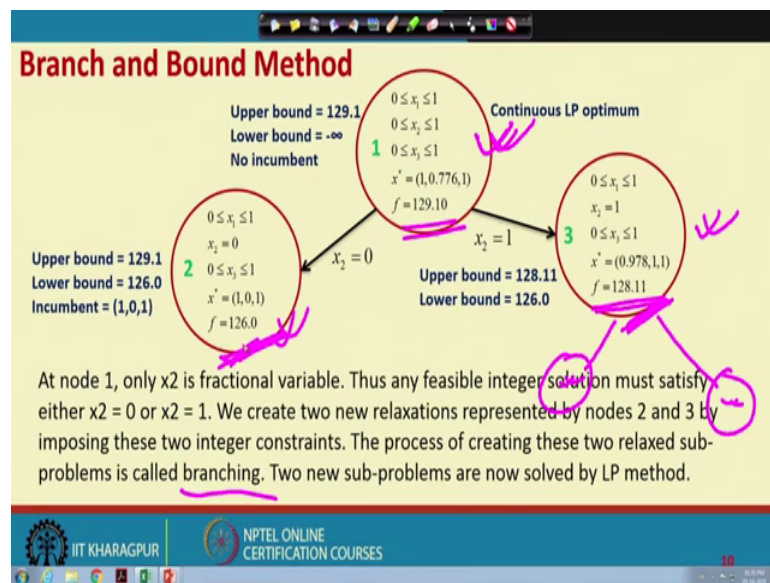 Branch and Bound Method
Upper bound = 129.1
Lower bound = -∞
No incumbent
1
0 ≤ x₁ ≤ 1
0 ≤ x₂ ≤ 1
0 ≤ x₃ ≤ 1
x* = (1,0.776,1)
f = 129.10
Continuous LP optimum
x₂ = 0
x₂ = 1
Upper bound = 129.1
Lower bound = 126.0
Incumbent = (1,0,1)
2
0 ≤ x₁ ≤ 1
x₂ = 0
0 ≤ x₃ ≤ 1
x* = (1,0,1)
f = 126.0
Upper bound = 128.11
Lower bound = 126.0
3
0 ≤ x₁ ≤ 1
x₂ = 1
0 ≤ x₃ ≤ 1
x* = (0.978,1,1)
f = 128.11
At node 1, only x2 is fractional variable. Thus any feasible integer solution must satisfy
either x2 = 0 or x2 = 1. We create two new relaxations represented by nodes 2 and 3 by
imposing these two integer constraints. The process of creating these two relaxed sub-
problems is called branching. Two new sub-problems are now solved by LP method.
IIT KHARAGPUR
NPTEL ONLINE
CERTIFICATION COURSES
10